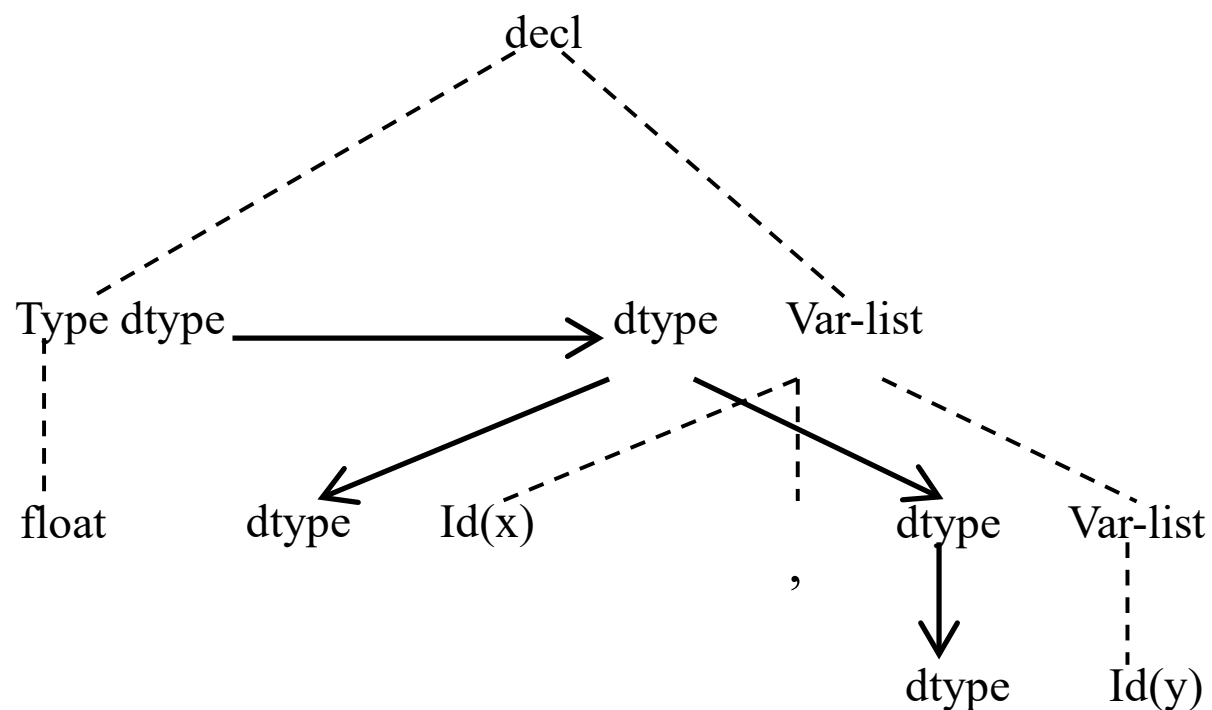 decl
Type dtype dtype Var-list
float dtype Id(x) , dtype Var-list
dtype Id(y)